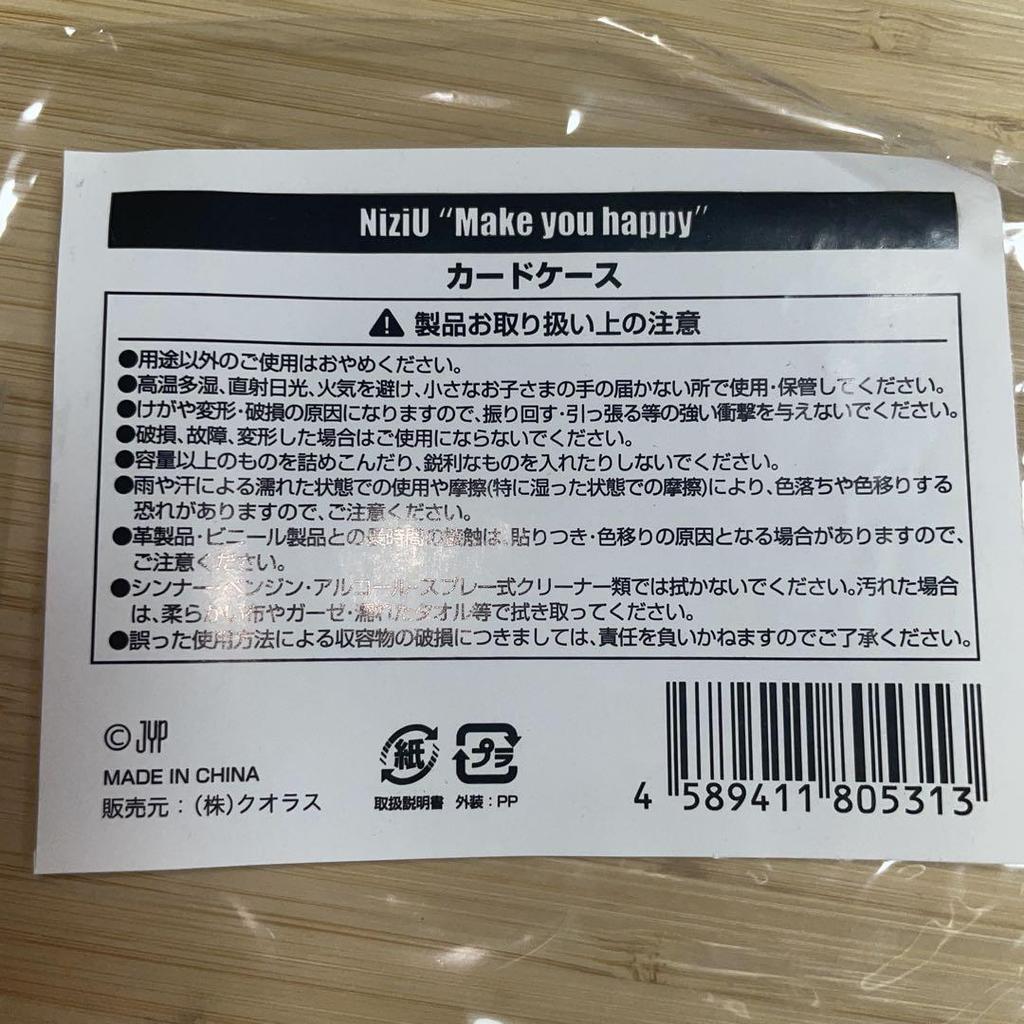 NiziU "Make you happy"
カードケース
製品お取り扱い上の注意
●用途以外のご使用はおやめください。
●高温多湿、直射日光、火気を避け、小さなお子さまの手の届かない所で使用・保管してください。
●けがや変形・破損の原因になりますので、振り回す・引っ張る等の強い衝撃を与えないでください。
●破損、故障、変形した場合はご使用にならないでください。
●容量以上のものを詰めこんだり、鋭利なものを入れたりしないでください。
●雨や汗による濡れた状態での使用や摩擦(特に湿った状態での摩擦)により、色落ちや色移りする
恐れがありますので、ご注意ください。
●革製品・ビニール製品との長時間の接触は、貼りつき・色移りの原因となる場合がありますので、
ご注意ください。
●シンナー・ベンジン・アルコール・スプレー式クリーナー類では拭かないでください。汚れた場合
は、柔らかい布やガーゼ・濡れたタオル等で拭き取ってください。
●誤った使用方法による収容物の破損につきましては、責任を負いかねますのでご了承ください。
© JYP
MADE IN CHINA
販売元：(株)クオラス
紙
取扱説明書
プラ
外装：PP
4 589411 805313